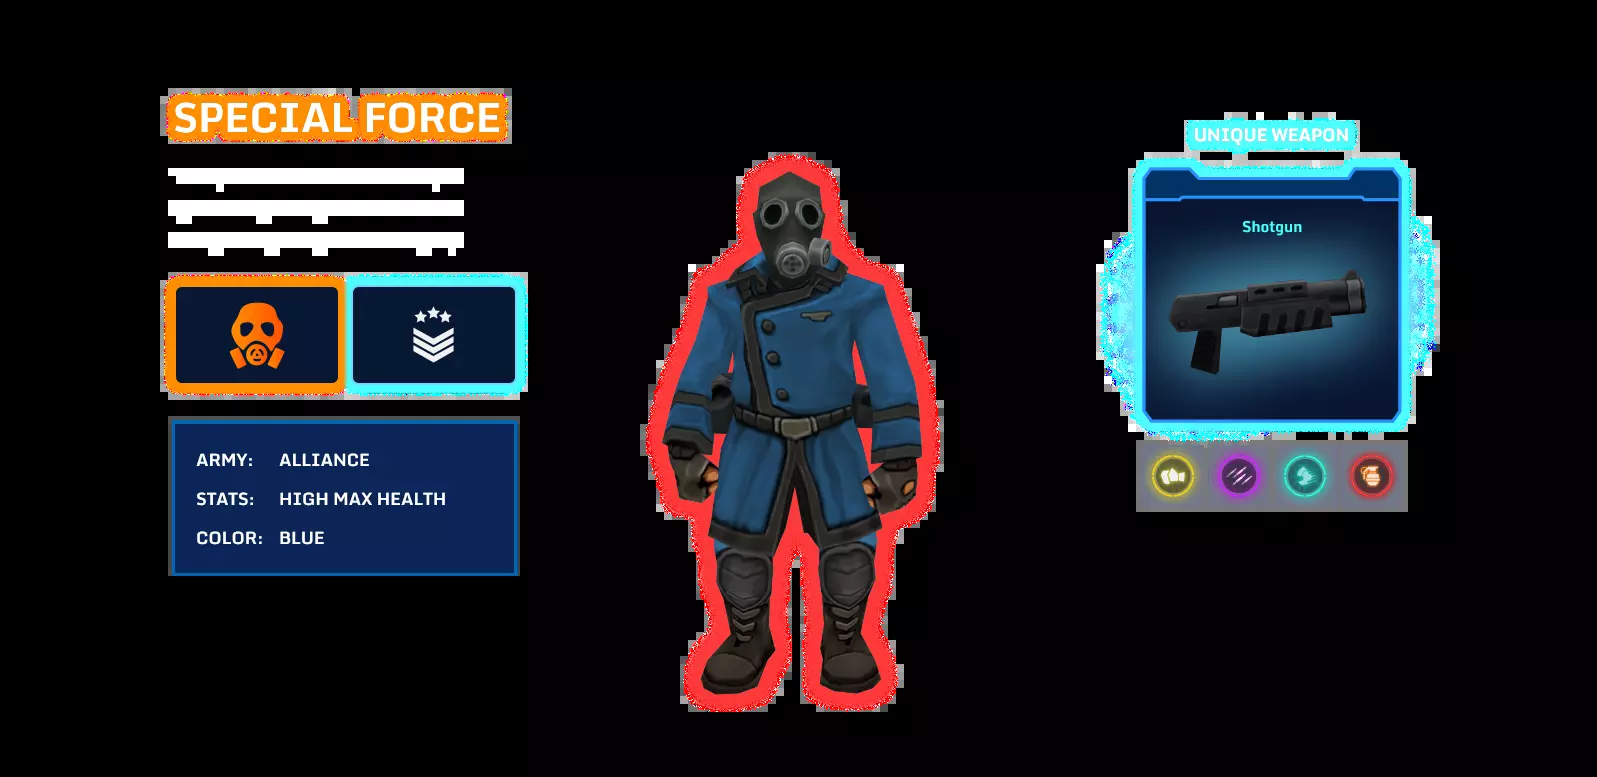 SPECIAL FORCE
ARMY: ALLIANCE
STATS: HIGH MAX HEALTH
COLOR: BLUE
UNIQUE WEAPON
Shotgun